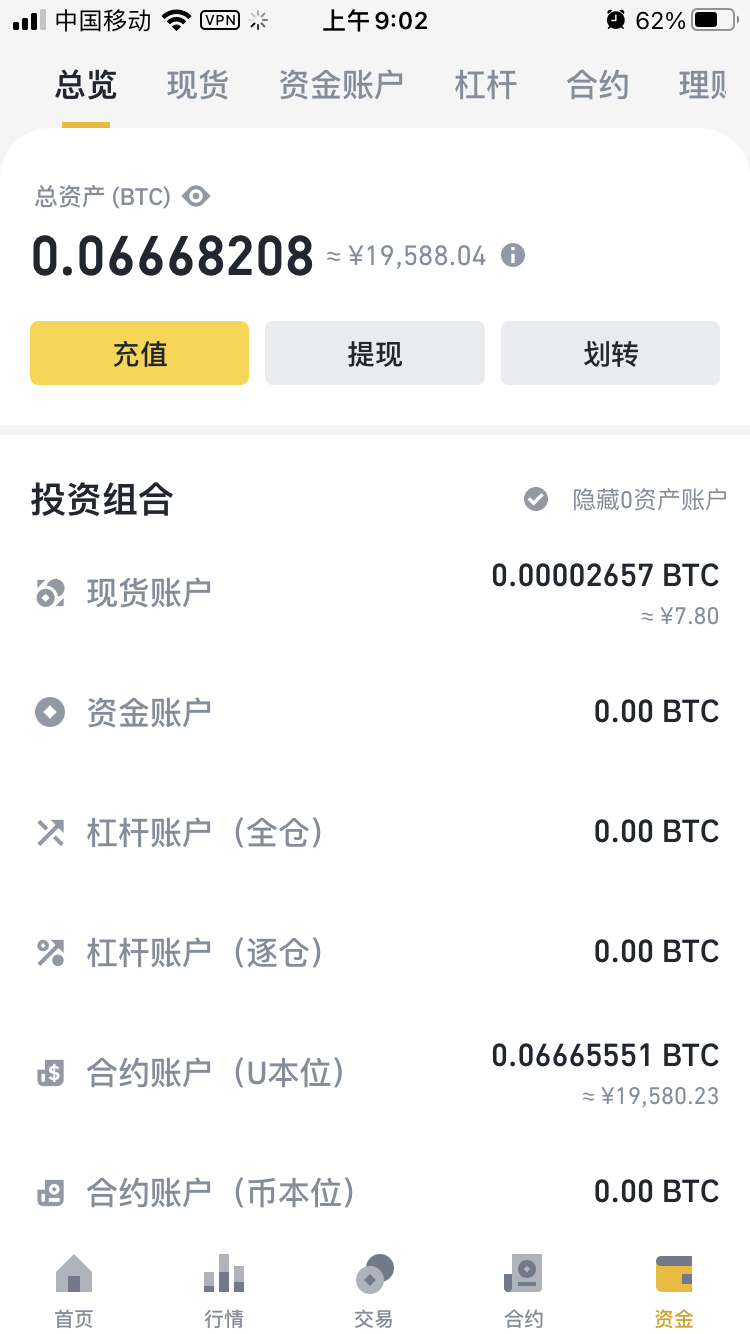 中国移动 VPN 上午9:02 62%
总览 现货 资金账户 杠杆 合约 理财
总资产 (BTC)
0.06668208 ≈ ¥19,588.04
充值 提现 划转
投资组合 隐藏0资产账户
现货账户 0.00002657 BTC
≈ ¥7.80
资金账户 0.00 BTC
杠杆账户（全仓） 0.00 BTC
杠杆账户（逐仓） 0.00 BTC
合约账户（U本位） 0.06665551 BTC
≈ ¥19,580.23
合约账户（币本位） 0.00 BTC
首页 行情 交易 合约 资金